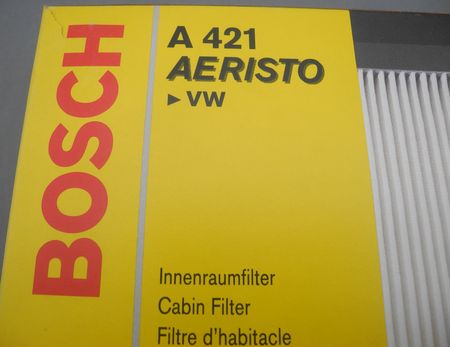 BOSCH
A 421
AERISTO
► VW
Innenraumfilter
Cabin Filter
Filtre d'habitacle